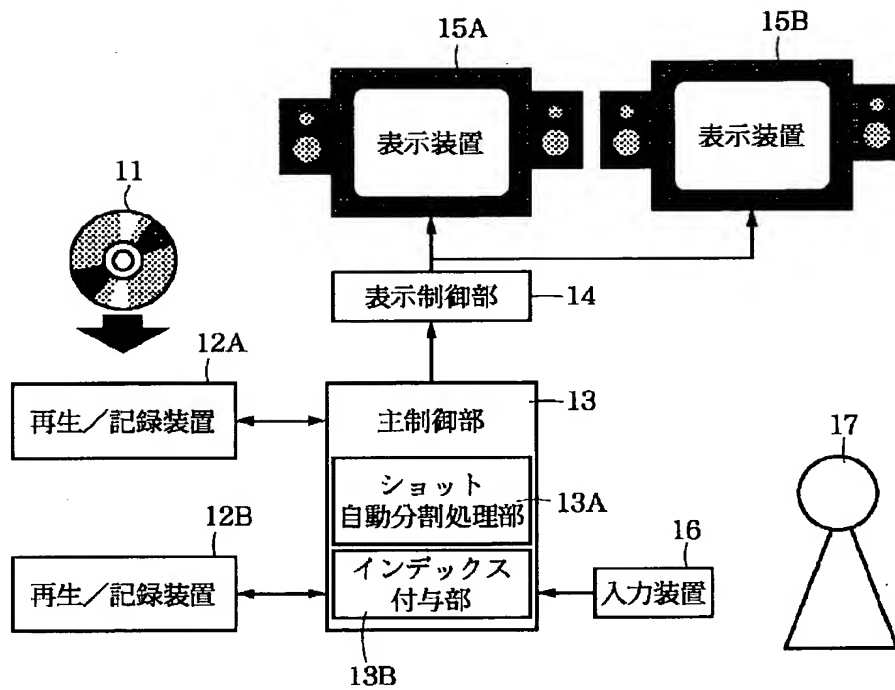 15A
15B
表示装置
表示装置
11
表示制御部
14
12A
再生／記録装置
主制御部
13
ショット
自動分割処理部
13A
17
12B
再生／記録装置
インデックス
付与部
13B
16
入力装置